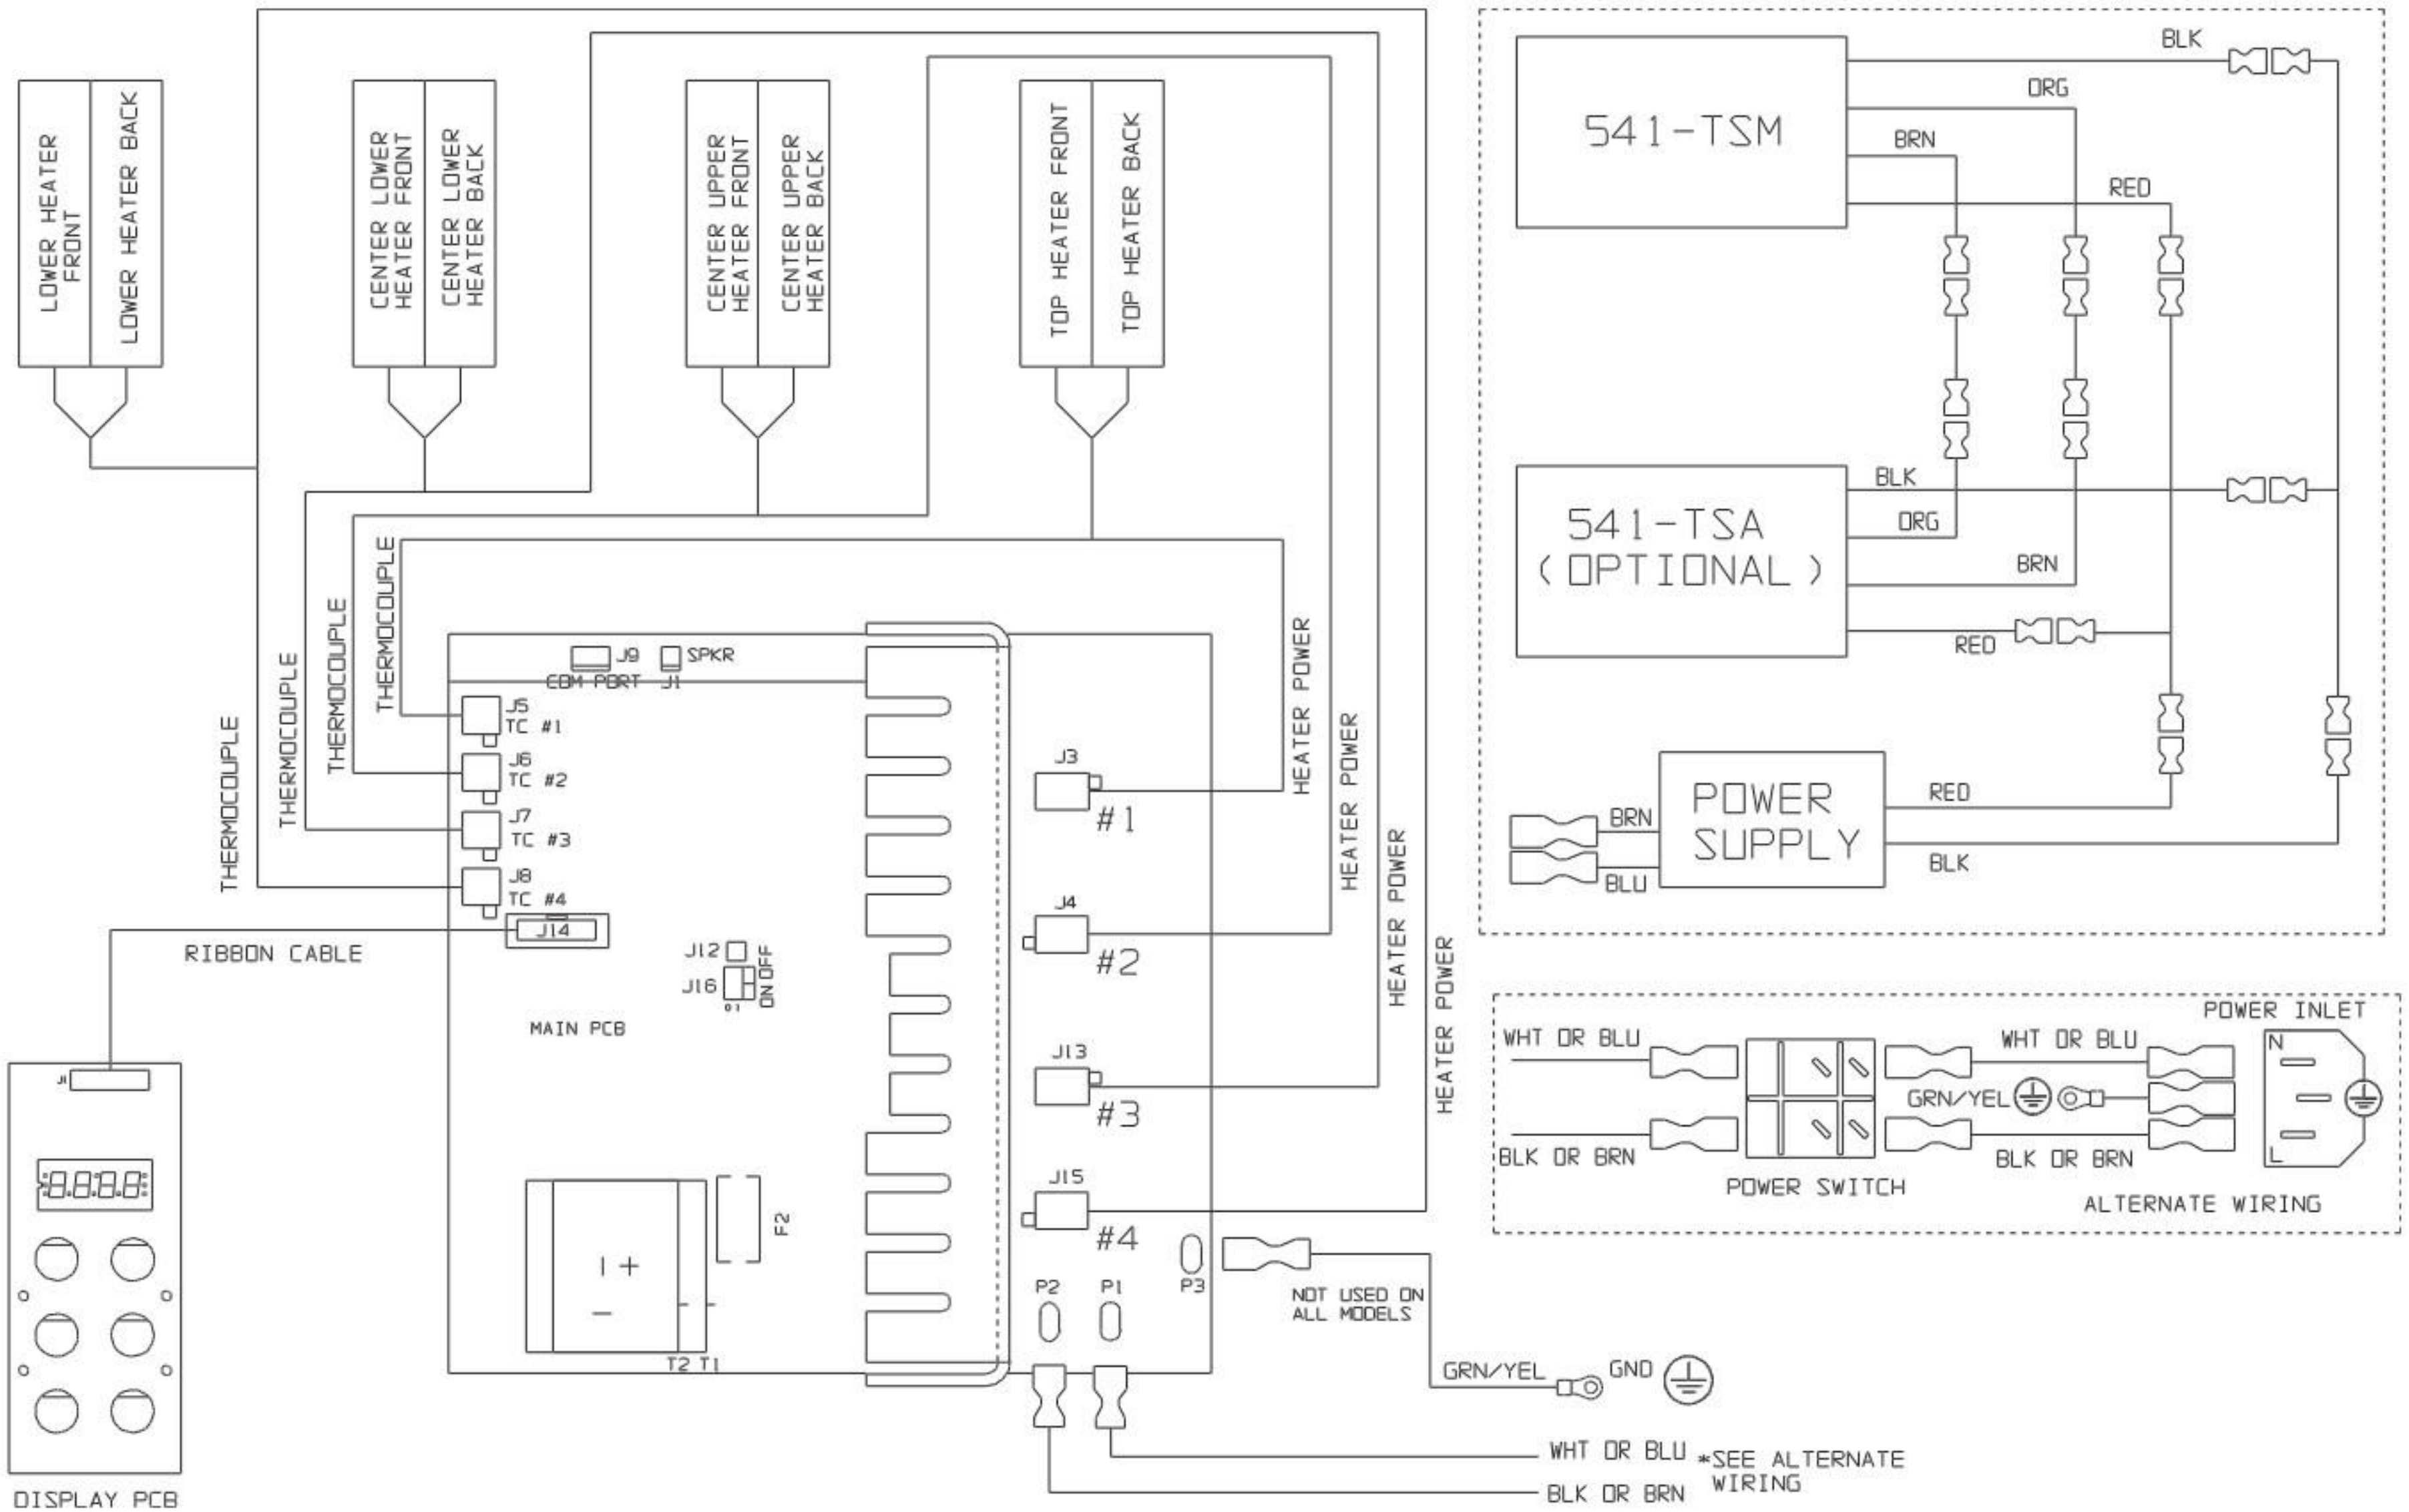 LOWER HEATER
FRONT
LOWER HEATER BACK
CENTER LOWER
HEATER FRONT
CENTER LOWER
HEATER BACK
CENTER UPPER
HEATER FRONT
CENTER UPPER
HEATER BACK
TOP HEATER FRONT
TOP HEATER BACK
THERMOCOUPLE
THERMOCOUPLE
THERMOCOUPLE
THERMOCOUPLE
HEATER POWER
HEATER POWER
HEATER POWER
HEATER POWER
J9
COM PORT
SPKR
J1
J5
TC #1
J6
TC #2
J7
TC #3
J8
TC #4
J14
RIBBON CABLE
J12
J16
ON OFF
0 1
MAIN PCB
J3
#1
J4
#2
J13
#3
J15
#4
F2
T2 T1
P2
P1
P3
NOT USED ON
ALL MODELS
GRN/YEL
GND
WHT OR BLU
BLK OR BRN
*SEE ALTERNATE
WIRING
J1
8.8.8.8.
DISPLAY PCB
541-TSM
BLK
ORG
BRN
RED
541-TSA
(OPTIONAL)
BLK
ORG
BRN
RED
POWER
SUPPLY
BRN
BLU
RED
BLK
POWER INLET
WHT OR BLU
WHT OR BLU
N
GRN/YEL
BLK OR BRN
BLK OR BRN
L
POWER SWITCH
ALTERNATE WIRING